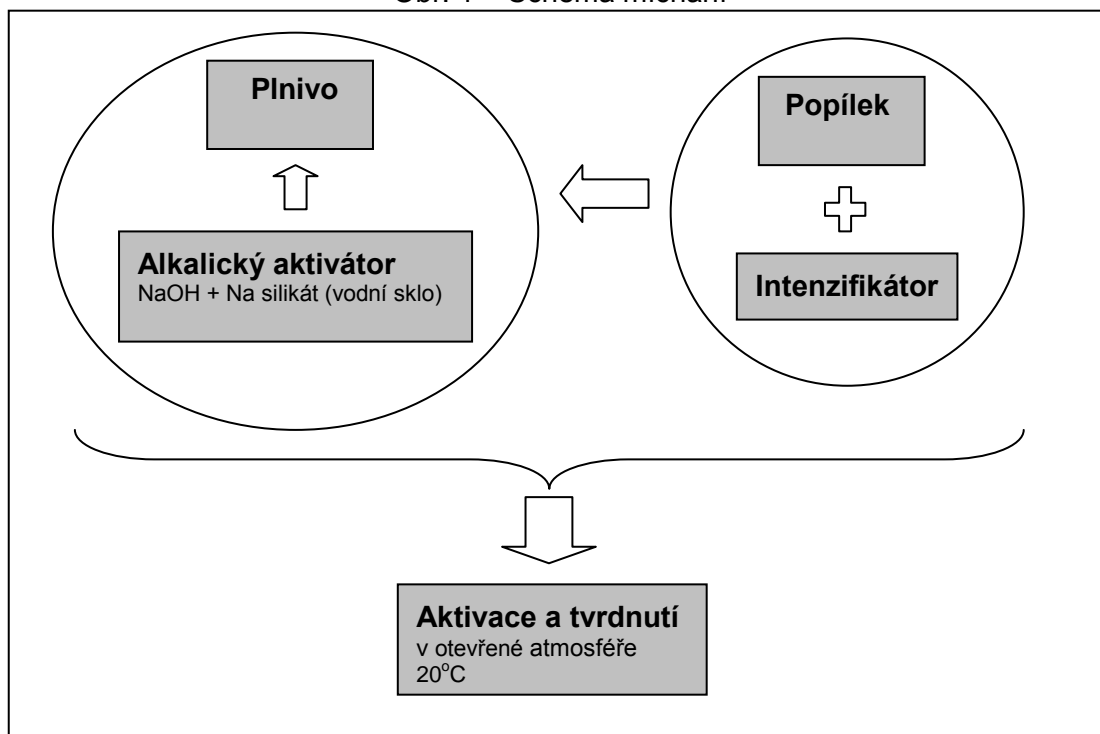 Plnivo
Popílek
Alkalický aktivátor
NaOH + Na silikát (vodní sklo)
Intenzifikátor
Aktivace a tvrdnutí
v otevřené atmosféře
20°C